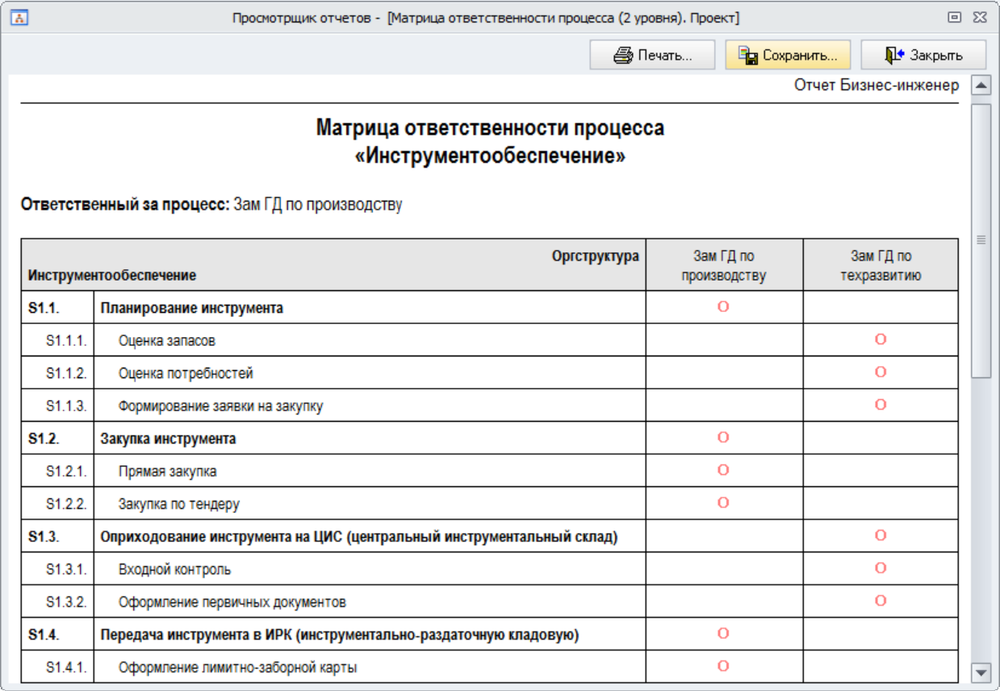 Просмотрщик отчетов - [Матрица ответственности процесса (2 уровня). Проект]
Печать... Сохранить... Закрыть
Отчет Бизнес-инженер
Матрица ответственности процесса
«Инструментообеспечение»
Ответственный за процесс: Зам ГД по производству
Оргструктура
Инструментообеспечение
Зам ГД по
производству
Зам ГД по
техразвитию
S1.1. Планирование инструмента О
S1.1.1. Оценка запасов О
S1.1.2. Оценка потребностей О
S1.1.3. Формирование заявки на закупку О
S1.2. Закупка инструмента О
S1.2.1. Прямая закупка О
S1.2.2. Закупка по тендеру О
S1.3. Оприходование инструмента на ЦИС (центральный инструментальный склад) О
S1.3.1. Входной контроль О
S1.3.2. Оформление первичных документов О
S1.4. Передача инструмента в ИРК (инструментально-раздаточную кладовую) О
S1.4.1. Оформление лимитно-заборной карты О